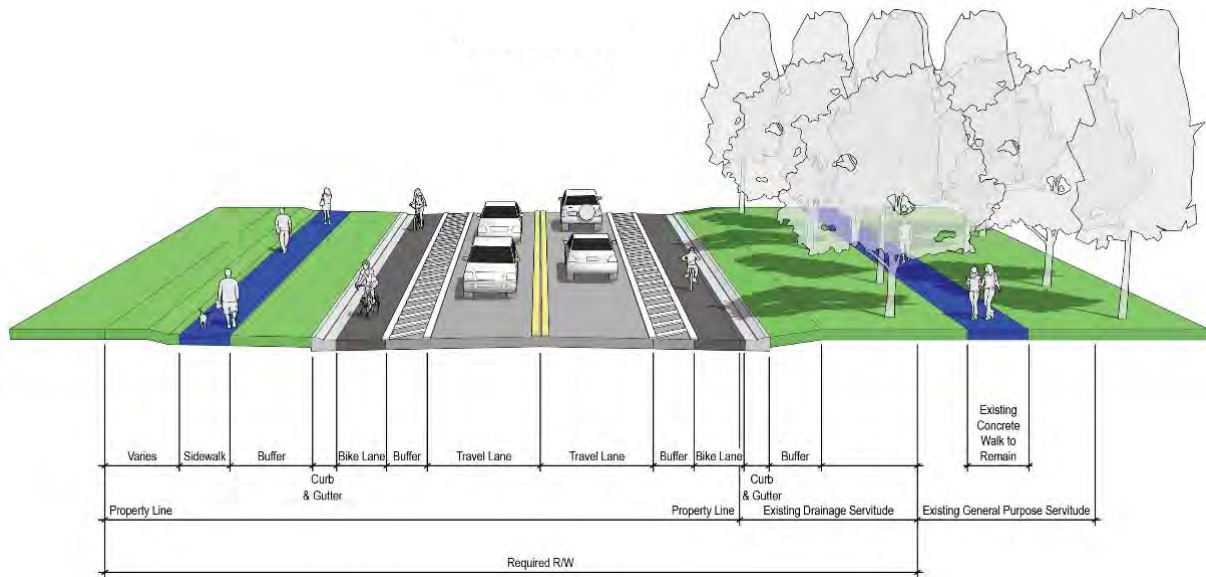 Existing
Concrete
Walk to
Remain
Varies
Sidewalk
Buffer
Bike Lane
Buffer
Travel Lane
Travel Lane
Buffer
Bike Lane
Buffer
Curb
& Gutter
Curb
& Gutter
Property Line
Property Line
Existing Drainage Servitude
Existing General Purpose Servitude
Required R/W